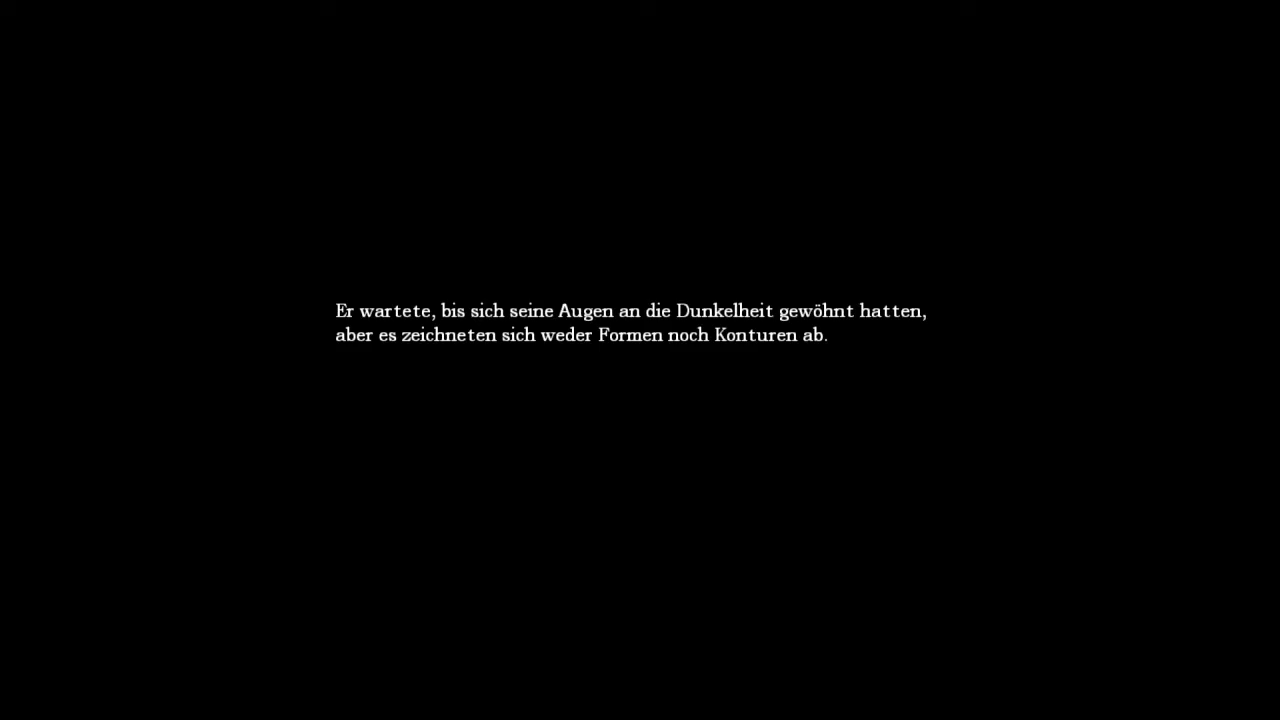 Er wartete, bis sich seine Augen an die Dunkelheit gewöhnt hatten,
aber es zeichneten sich weder Formen noch Konturen ab.